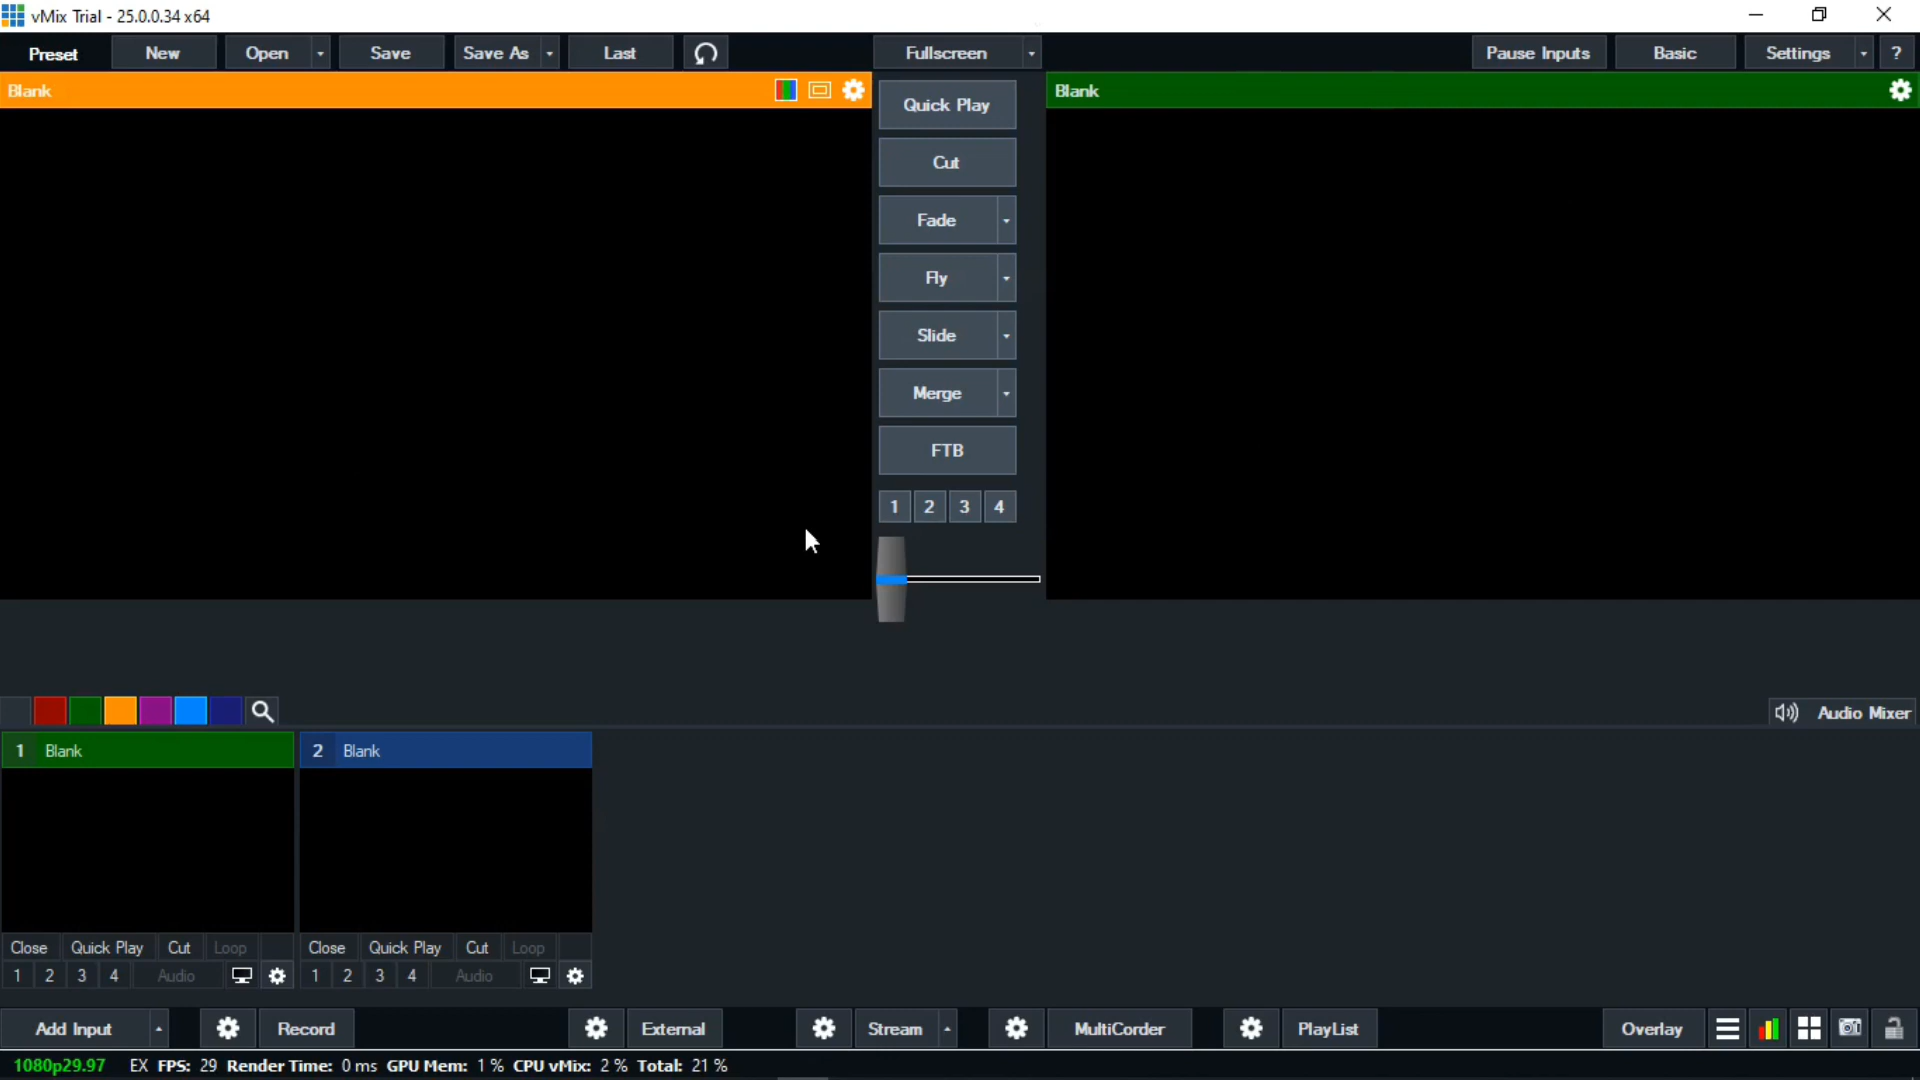 vMix Trial - 25.0.0.34 x64
Preset New Open Save Save As Last Fullscreen Pause Inputs Basic Settings ?
Blank Blank
Quick Play
Cut
Fade
Fly
Slide
Merge
FTB
1 2 3 4
Audio Mixer
1 Blank 2 Blank
Close Quick Play Cut Loop Close Quick Play Cut Loop
1 2 3 4 Audio 1 2 3 4 Audio
Add Input Record External Stream MultiCorder PlayList Overlay
1080p29.97 EX FPS: 29 Render Time: 0 ms GPU Mem: 1 % CPU vMix: 2 % Total: 21 %